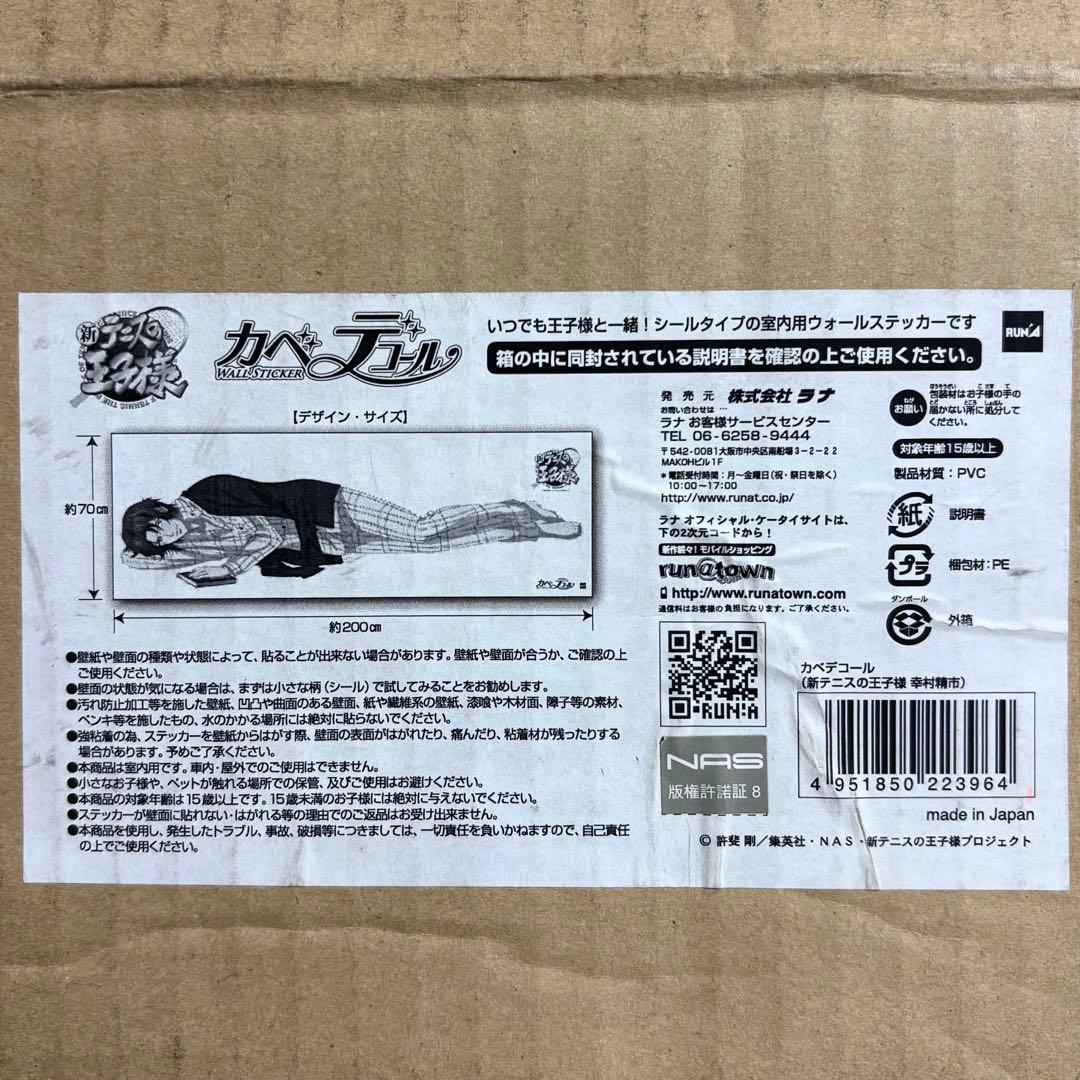 新テニスの王子様
カベデコール
WALL STICKER
いつでも王子様と一緒！シールタイプの室内用ウォールステッカーです
箱の中に同封されている説明書を確認の上ご使用ください。
RUN'A
【デザイン・サイズ】
約70㎝
新テニスの王子様
カベデコール
約200㎝
●壁紙や壁面の種類や状態によって、貼ることが出来ない場合があります。壁紙や壁面が合うか、ご確認の上
ご使用ください。
●壁面の状態が気になる場合は、まずは小さな柄（シール）で試してみることをお勧めします。
●汚れ防止加工等を施した壁紙、凹凸や曲面のある壁面、紙や繊維系の壁紙、漆喰や木材面、障子等の素材、
ペンキ等を施したもの、水のかかる場所には絶対に貼らないでください。
●強粘着の為、ステッカーを壁紙からはがす際、壁面の表面がはがれたり、痛んだり、粘着材が残ったりする
場合があります。予めご了承ください。
●本商品は室内用です。車内・屋外でのご使用はできません。
●小さなお子様や、ペットが触れる場所での保管、及びご使用はお避けください。
●本商品の対象年齢は15歳以上です。15歳未満のお子様には絶対に与えないでください。
●ステッカーが壁面に貼れない・はがれる等の理由でのご返品はお受け出来ません。
●本商品を使用し、発生したトラブル、事故、破損等につきましては、一切責任を負いかねますので、自己責任
の上でご使用ください。
発売元 株式会社 ラナ
お問い合わせは…
ラナ お客様サービスセンター
TEL 06-6258-9444
〒542-0081大阪市中央区南船場3-2-22
MAKOHビル1F
＊電話受付時間：月～金曜日（祝・祭日を除く）
10:00～17:00
http://www.runat.co.jp/
ラナ オフィシャル・ケータイサイトは、
下の2次元コードから！
新作続々！モバイルショッピング
run@town
http://www.runatown.com
通信料はお客様の負担になります。ご了承ください。
RUN:A
NAS
版権許諾証 8
お願い
包装材はお子様の手の
届かない所に処分して
ください。
対象年齢15歳以上
製品材質：PVC
紙
説明書
プラ
梱包材：PE
ダンボール
外箱
カベデコール
（新テニスの王子様 幸村精市）
4 951850 223964
made in Japan
© 許斐 剛／集英社・NAS・新テニスの王子様プロジェクト